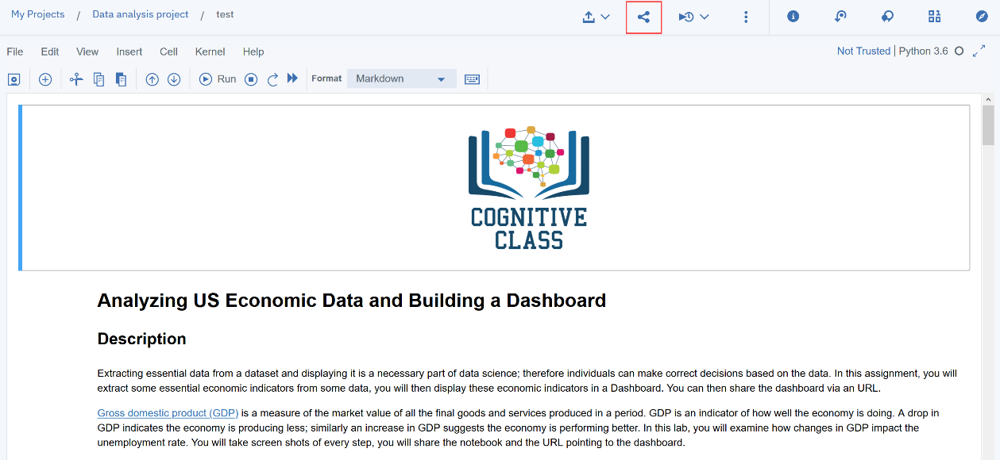 My Projects / Data analysis project / test
File Edit View Insert Cell Kernel Help Not Trusted | Python 3.6
Run Format Markdown
COGNITIVE
CLASS
Analyzing US Economic Data and Building a Dashboard
Description
Extracting essential data from a dataset and displaying it is a necessary part of data science; therefore individuals can make correct decisions based on the data. In this assignment, you will
extract some essential economic indicators from some data, you will then display these economic indicators in a Dashboard. You can then share the dashboard via an URL.
Gross domestic product (GDP) is a measure of the market value of all the final goods and services produced in a period. GDP is an indicator of how well the economy is doing. A drop in
GDP indicates the economy is producing less; similarly an increase in GDP suggests the economy is performing better. In this lab, you will examine how changes in GDP impact the
unemployment rate. You will take screen shots of every step, you will share the notebook and the URL pointing to the dashboard.